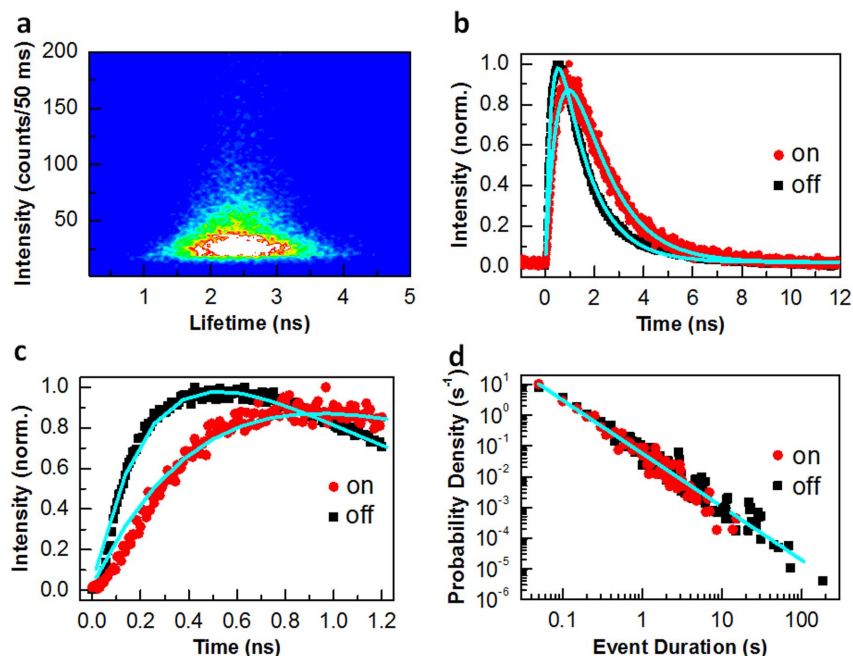 a
200
150
100
50
Intensity (counts/50 ms)
1 2 3 4 5
Lifetime (ns)
b
1.0
0.8
0.6
0.4
0.2
0.0
Intensity (norm.)
on
off
0 2 4 6 8 10 12
Time (ns)
c
1.0
0.8
0.6
0.4
0.2
0.0
Intensity (norm.)
on
off
0.0 0.2 0.4 0.6 0.8 1.0 1.2
Time (ns)
d
10¹
10⁰
10⁻¹
10⁻²
10⁻³
10⁻⁴
10⁻⁵
10⁻⁶
Probability Density (s⁻¹)
on
off
0.1 1 10 100
Event Duration (s)